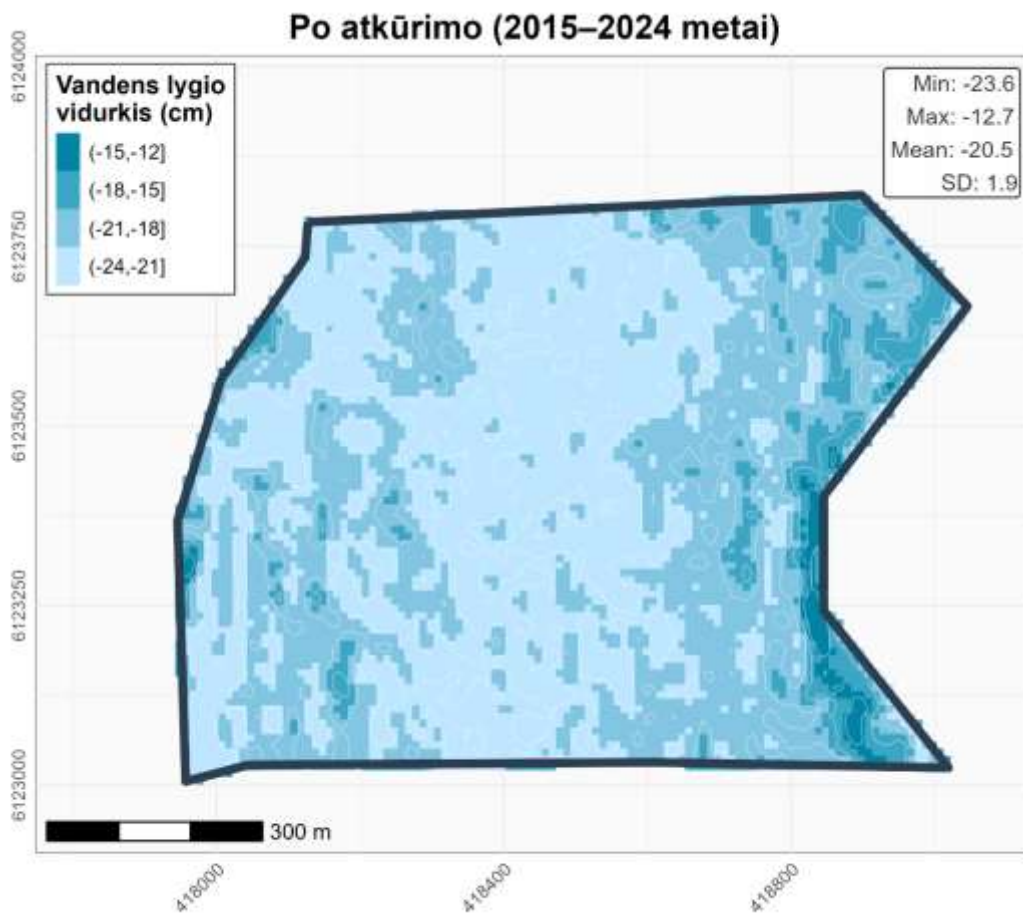 Po atkūrimo (2015–2024 metai)
Vandens lygio
vidurkis (cm)
(-15,-12]
(-18,-15]
(-21,-18]
(-24,-21]
Min: -23.6
Max: -12.7
Mean: -20.5
SD: 1.9
6124000
6123750
6123500
6123250
6123000
300 m
418000
418400
418800